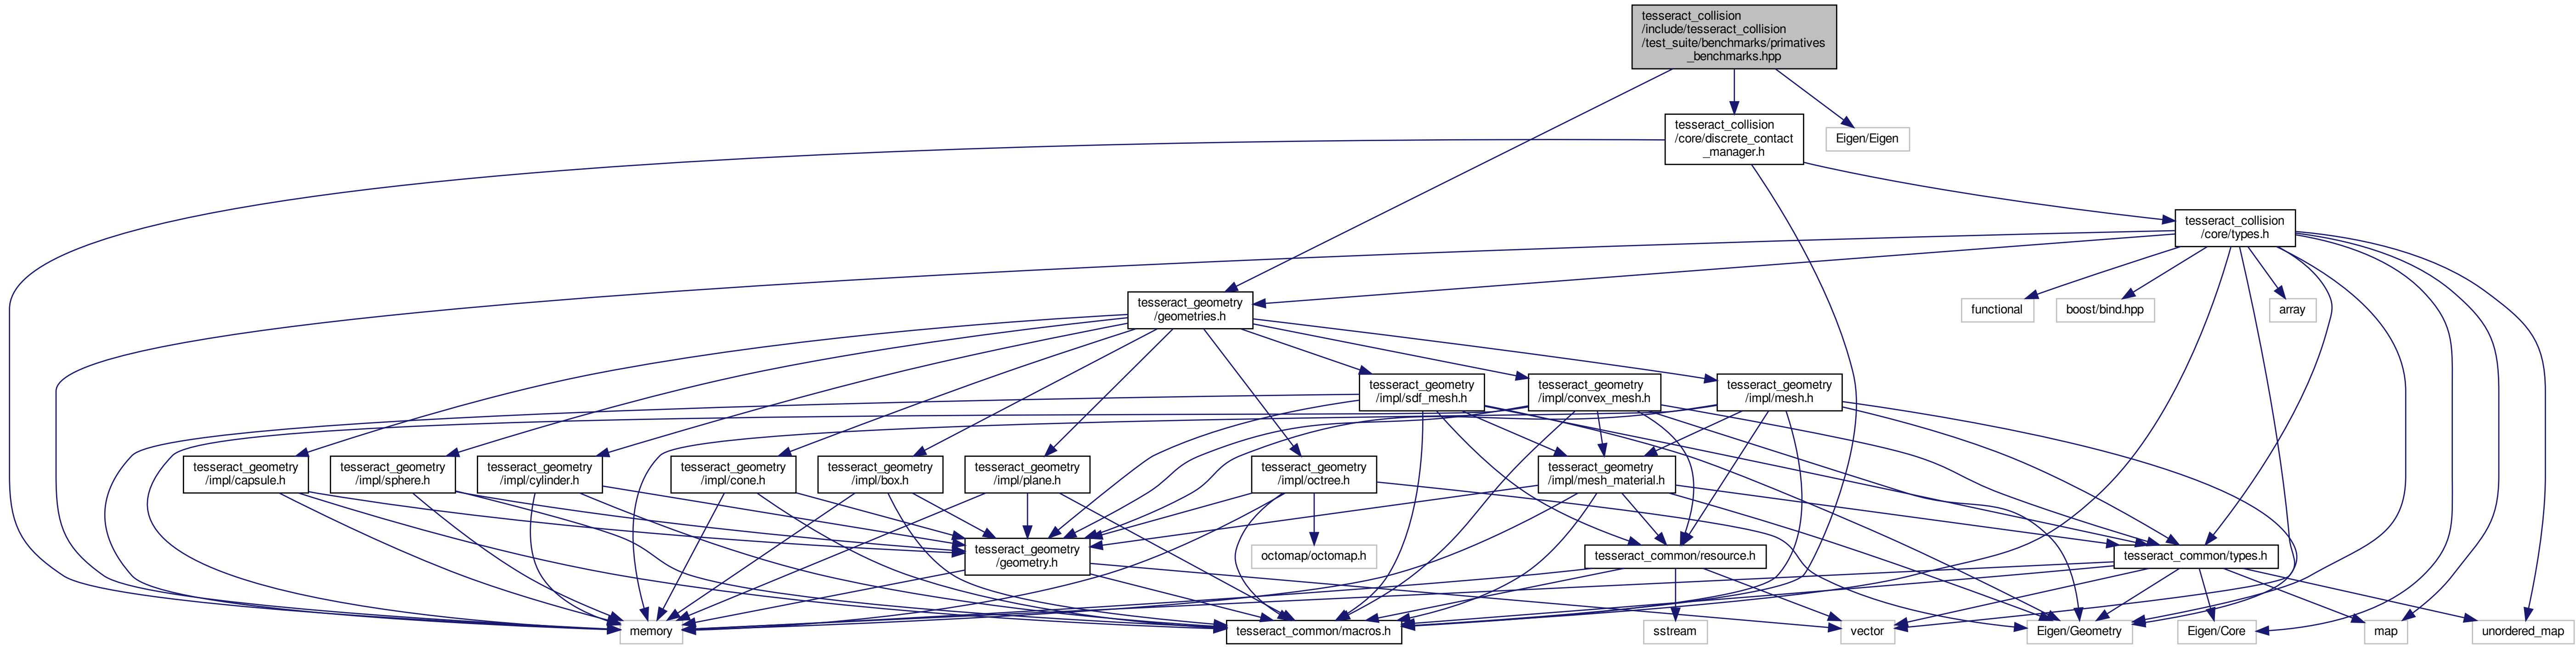 tesseract_collision
/include/tesseract_collision
/test_suite/benchmarks/primatives
_benchmarks.hpp
tesseract_collision
/core/discrete_contact
_manager.h
Eigen/Eigen
tesseract_collision
/core/types.h
tesseract_geometry
/geometries.h
functional
boost/bind.hpp
array
tesseract_geometry
/impl/sdf_mesh.h
tesseract_geometry
/impl/convex_mesh.h
tesseract_geometry
/impl/mesh.h
tesseract_geometry
/impl/capsule.h
tesseract_geometry
/impl/sphere.h
tesseract_geometry
/impl/cylinder.h
tesseract_geometry
/impl/cone.h
tesseract_geometry
/impl/box.h
tesseract_geometry
/impl/plane.h
tesseract_geometry
/impl/octree.h
tesseract_geometry
/impl/mesh_material.h
tesseract_geometry
/geometry.h
octomap/octomap.h
tesseract_common/resource.h
tesseract_common/types.h
memory
tesseract_common/macros.h
sstream
vector
Eigen/Geometry
Eigen/Core
map
unordered_map